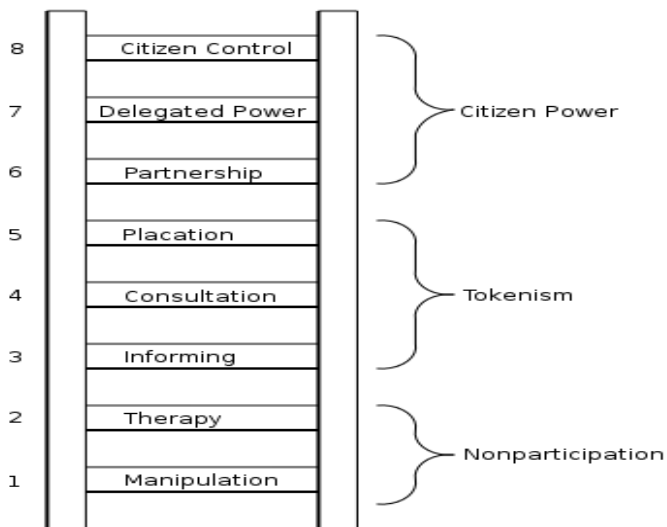 8 Citizen Control
7 Delegated Power Citizen Power
6 Partnership
5 Placation
4 Consultation Tokenism
3 Informing
2 Therapy
Nonparticipation
1 Manipulation